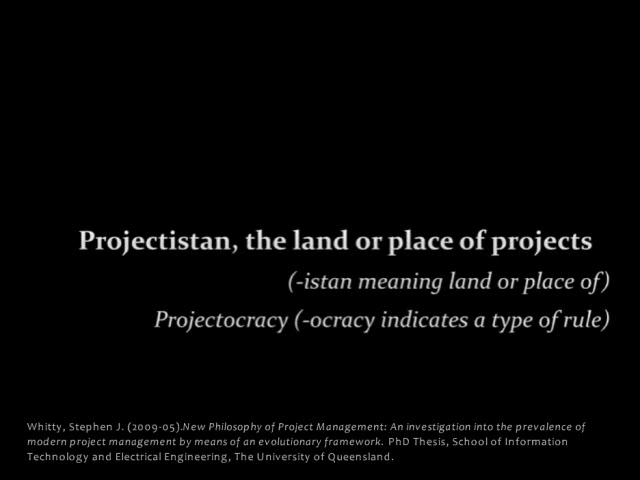 Projectistan, the land or place of projects
(-istan meaning land or place of)
Projectocracy (-ocracy indicates a type of rule)
Whitty, Stephen J. (2009-05).New Philosophy of Project Management: An investigation into the prevalence of
modern project management by means of an evolutionary framework. PhD Thesis, School of Information
Technology and Electrical Engineering, The University of Queensland.